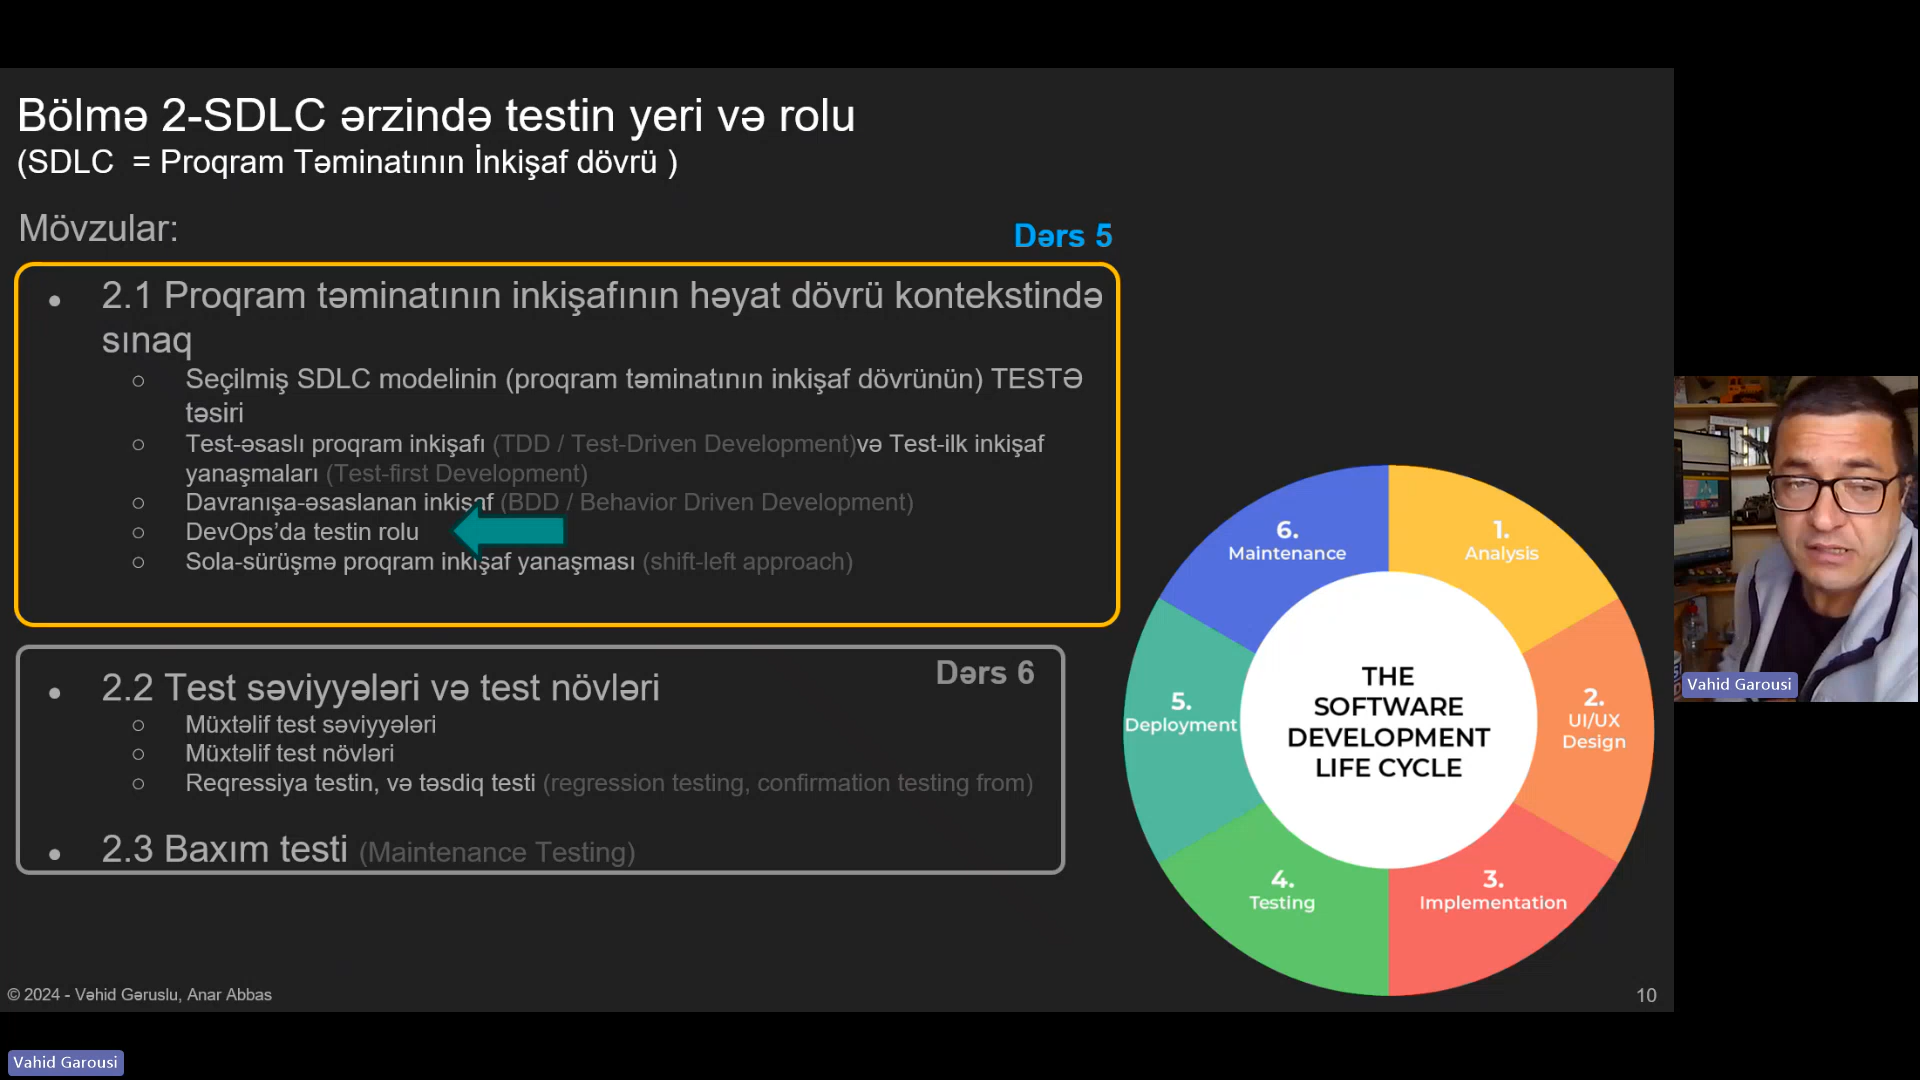 Bölmə 2-SDLC ərzində testin yeri və rolu
(SDLC = Proqram Təminatının İnkişaf dövrü )
Mövzular:
Dərs 5
• 2.1 Proqram təminatının inkişafının həyat dövrü kontekstində
sınaq
○ Seçilmiş SDLC modelinin (proqram təminatının inkişaf dövrünün) TESTƏ
təsiri
○ Test-əsaslı proqram inkişafı (TDD / Test-Driven Development)və Test-ilk inkişaf
yanaşmaları (Test-first Development)
○ Davranışa-əsaslanan inkişaf (BDD / Behavior Driven Development)
○ DevOps’da testin rolu
○ Sola-sürüşmə proqram inkişaf yanaşması (shift-left approach)
Dərs 6
• 2.2 Test səviyyələri və test növləri
○ Müxtəlif test səviyyələri
○ Müxtəlif test növləri
○ Reqressiya testin, və təsdiq testi (regression testing, confirmation testing from)
• 2.3 Baxım testi (Maintenance Testing)
1.
Analysis
2.
UI/UX
Design
3.
Implementation
4.
Testing
5.
Deployment
6.
Maintenance
THE
SOFTWARE
DEVELOPMENT
LIFE CYCLE
© 2024 - Vəhid Gəruslu, Anar Abbas
10
Vahid Garousi
Vahid Garousi